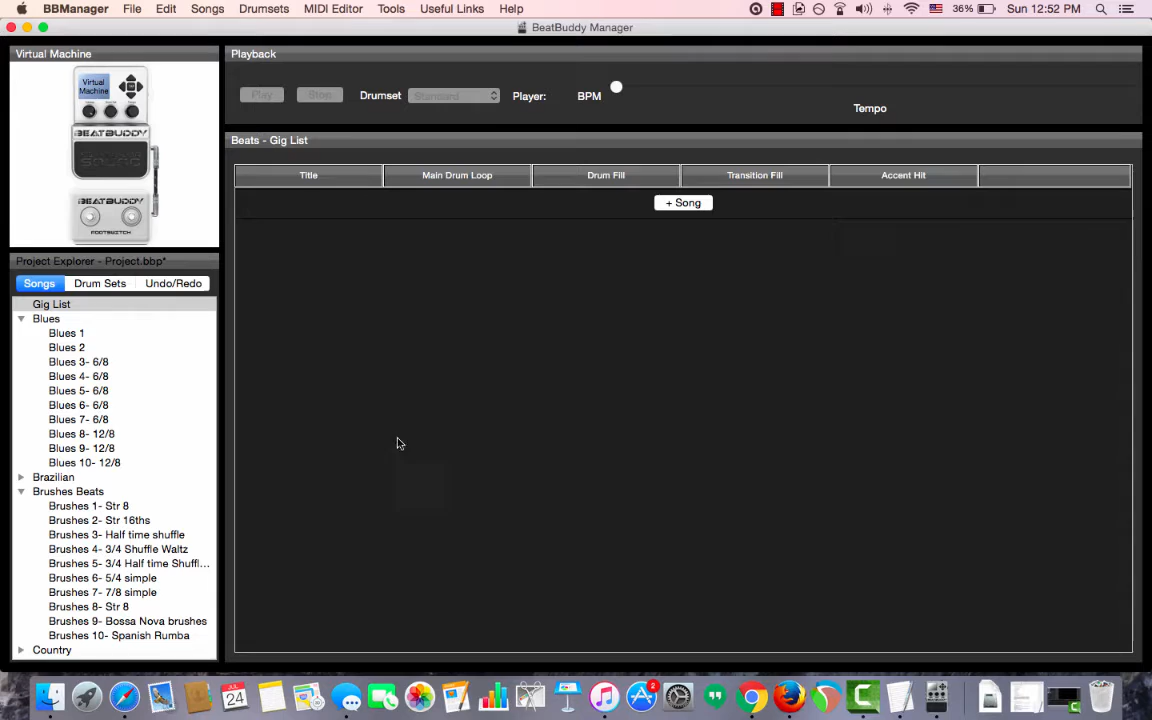 BBManager File Edit Songs Drumsets MIDI Editor Tools Useful Links Help 36% Sun 12:52 PM
BeatBuddy Manager
Virtual Machine
Playback
Virtual
Machine
BEATBUDDY
BEATBUDDY
FOOTSWITCH
Play Stop Drumset Standard Player: BPM
Tempo
Beats - Gig List
Title Main Drum Loop Drum Fill Transition Fill Accent Hit
+ Song
Project Explorer - Project.bbp*
Songs Drum Sets Undo/Redo
Gig List
Blues
Blues 1
Blues 2
Blues 3- 6/8
Blues 4- 6/8
Blues 5- 6/8
Blues 6- 6/8
Blues 7- 6/8
Blues 8- 12/8
Blues 9- 12/8
Blues 10- 12/8
Brazilian
Brushes Beats
Brushes 1- Str 8
Brushes 2- Str 16ths
Brushes 3- Half time shuffle
Brushes 4- 3/4 Shuffle Waltz
Brushes 5- 3/4 Half time Shuffl...
Brushes 6- 5/4 simple
Brushes 7- 7/8 simple
Brushes 8- Str 8
Brushes 9- Bossa Nova brushes
Brushes 10- Spanish Rumba
Country
JUL
24
2